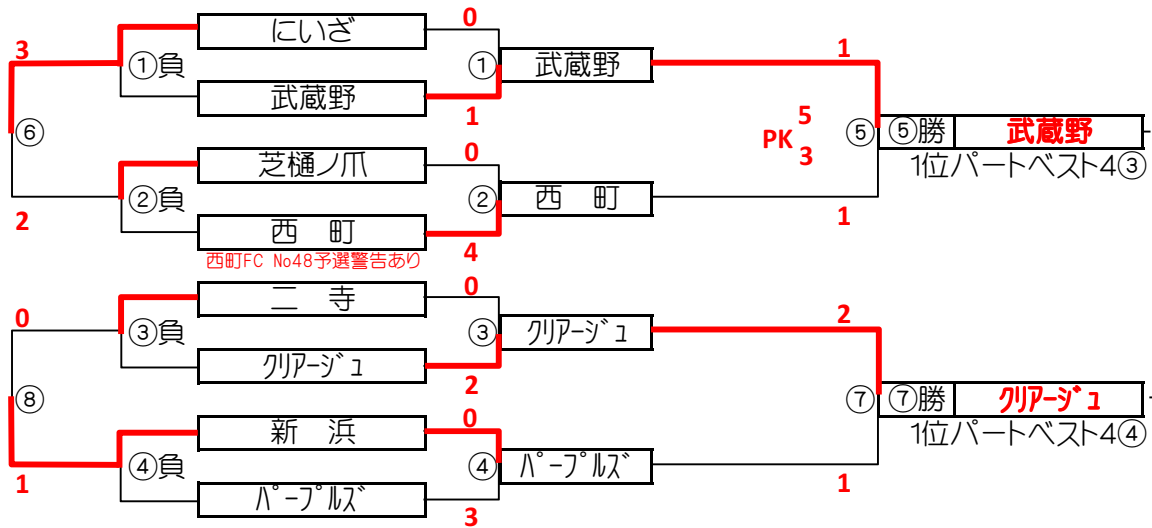 にいざ
0
3
①負
①
武蔵野
1
武蔵野
1
⑥
PK
5
3
⑤
⑤勝
武蔵野
1位パートベスト4③
芝樋ノ爪
0
2
②負
②
西　町
1
西　町
4
西町FC No48予選警告あり
二　寺
0
0
③負
③
クリアージュ
2
クリアージュ
2
⑧
⑦
⑦勝
クリアージュ
1位パートベスト4④
新　浜
0
1
④負
④
パープルズ
1
パープルズ
3